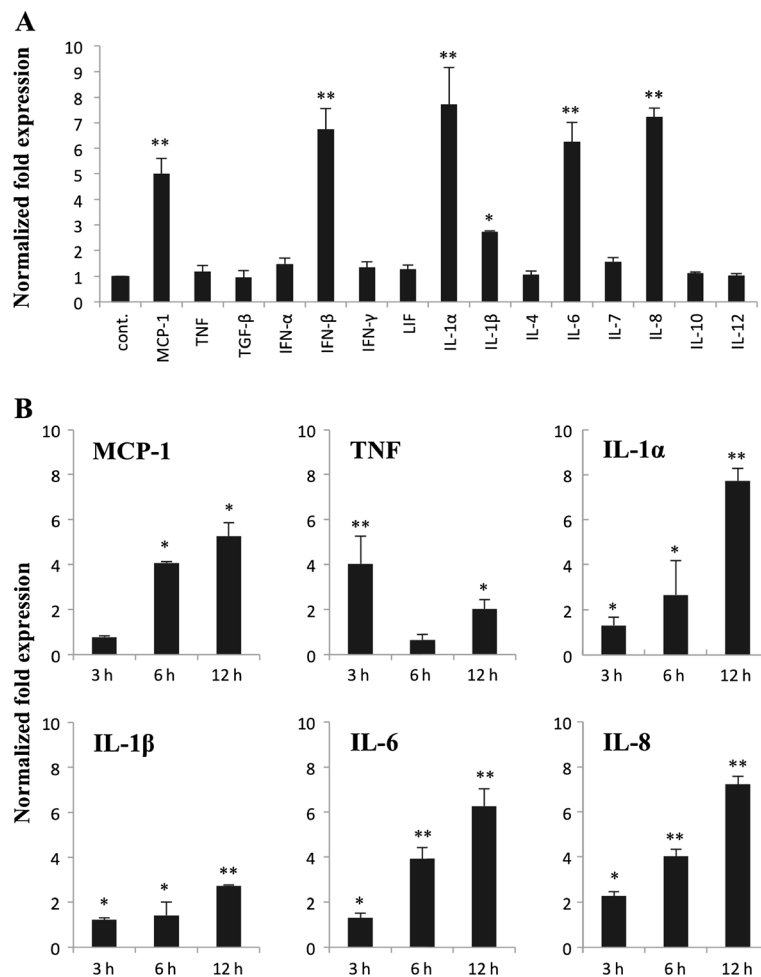 A
Normalized fold expression
10
9
8
7
6
5
4
3
2
1
0
** ** ** * ** **
cont. MCP-1 TNF TGF-β IFN-α IFN-β IFN-γ LIF IL-1α IL-1β IL-4 IL-6 IL-7 IL-8 IL-10 IL-12
B
Normalized fold expression
MCP-1
10
8
6
4
2
0
* *
3 h 6 h 12 h
TNF
10
8
6
4
2
0
** *
3 h 6 h 12 h
IL-1α
10
8
6
4
2
0
* * **
3 h 6 h 12 h
Normalized fold expression
IL-1β
10
8
6
4
2
0
* * **
3 h 6 h 12 h
IL-6
10
8
6
4
2
0
* ** **
3 h 6 h 12 h
IL-8
10
8
6
4
2
0
* ** **
3 h 6 h 12 h